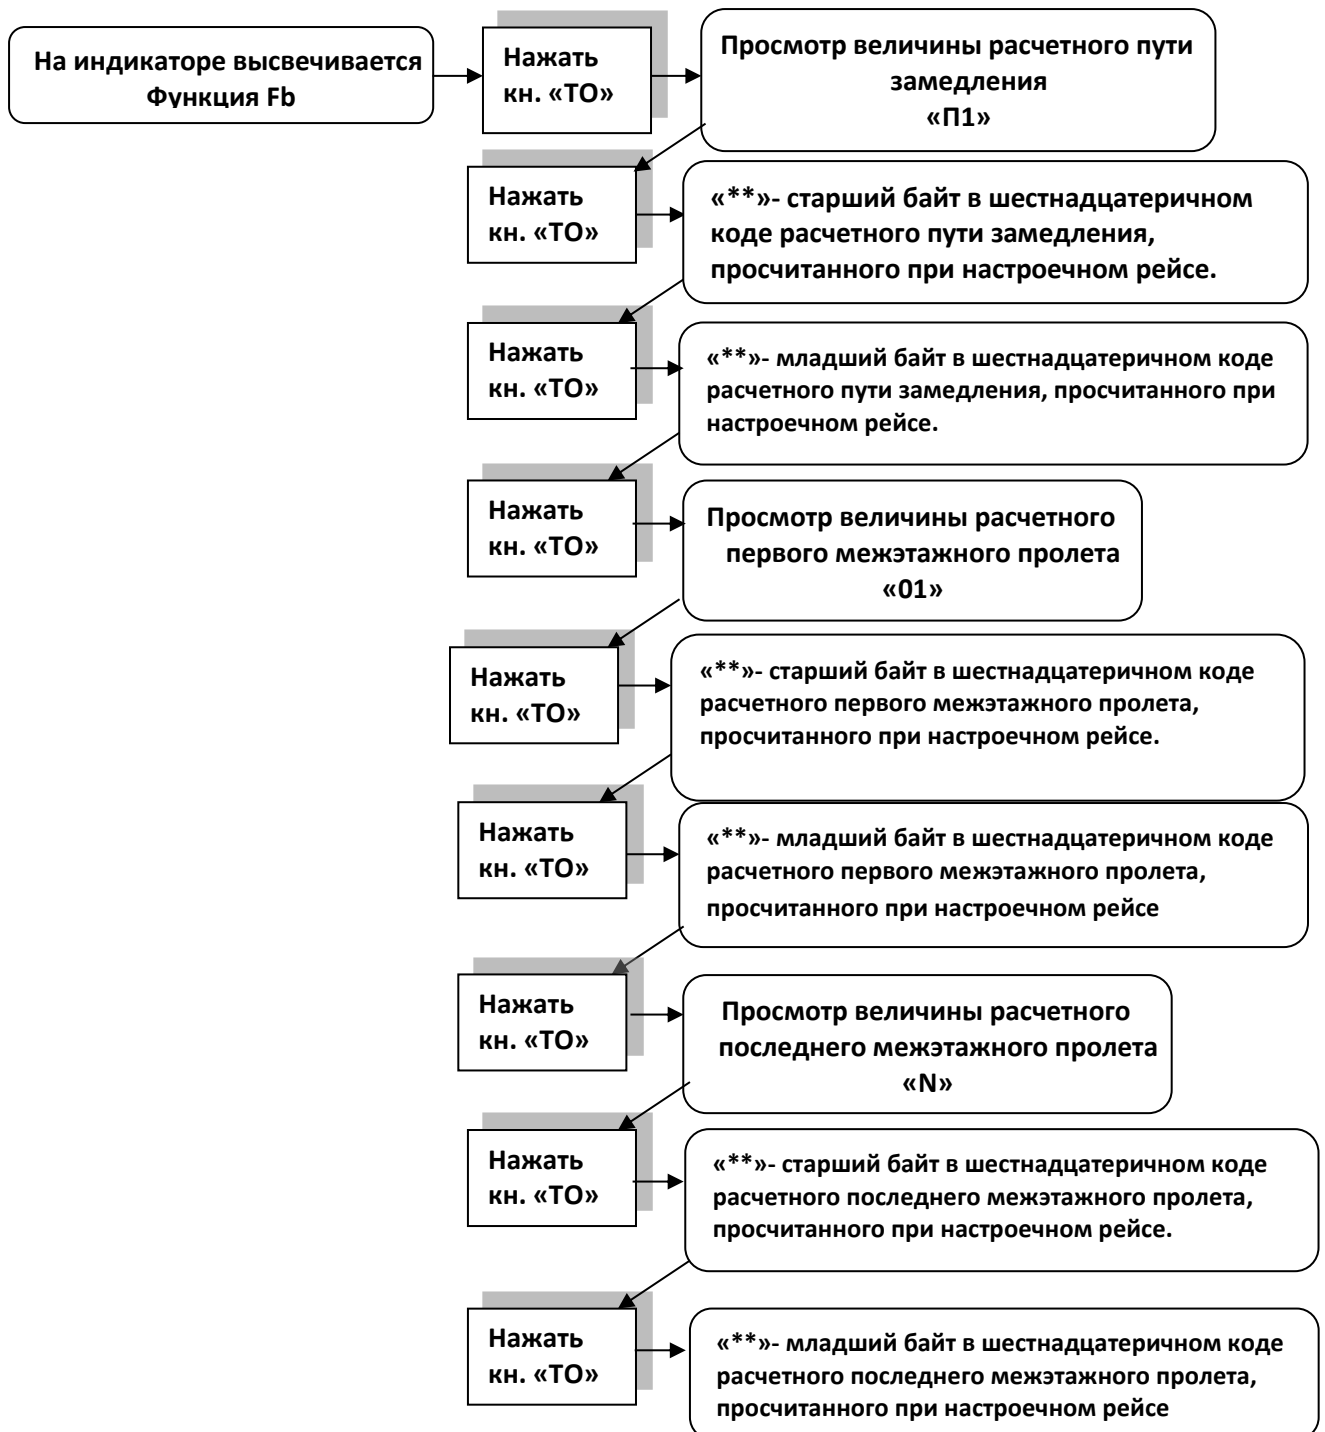 На индикаторе высвечивается
Функция Fb
Нажать
кн. «ТО»
Просмотр величины расчетного пути
замедления
«П1»
Нажать
кн. «ТО»
«**»- старший байт в шестнадцатеричном
коде расчетного пути замедления,
просчитанного при настроечном рейсе.
Нажать
кн. «ТО»
«**»- младший байт в шестнадцатеричном коде
расчетного пути замедления, просчитанного при
настроечном рейсе.
Нажать
кн. «ТО»
Просмотр величины расчетного
первого межэтажного пролета
«01»
Нажать
кн. «ТО»
«**»- старший байт в шестнадцатеричном коде
расчетного первого межэтажного пролета,
просчитанного при настроечном рейсе.
Нажать
кн. «ТО»
«**»- младший байт в шестнадцатеричном коде
расчетного первого межэтажного пролета,
просчитанного при настроечном рейсе
Нажать
кн. «ТО»
Просмотр величины расчетного
последнего межэтажного пролета
«N»
Нажать
кн. «ТО»
«**»- старший байт в шестнадцатеричном коде
расчетного последнего межэтажного пролета,
просчитанного при настроечном рейсе.
Нажать
кн. «ТО»
«**»- младший байт в шестнадцатеричном коде
расчетного последнего межэтажного пролета,
просчитанного при настроечном рейсе